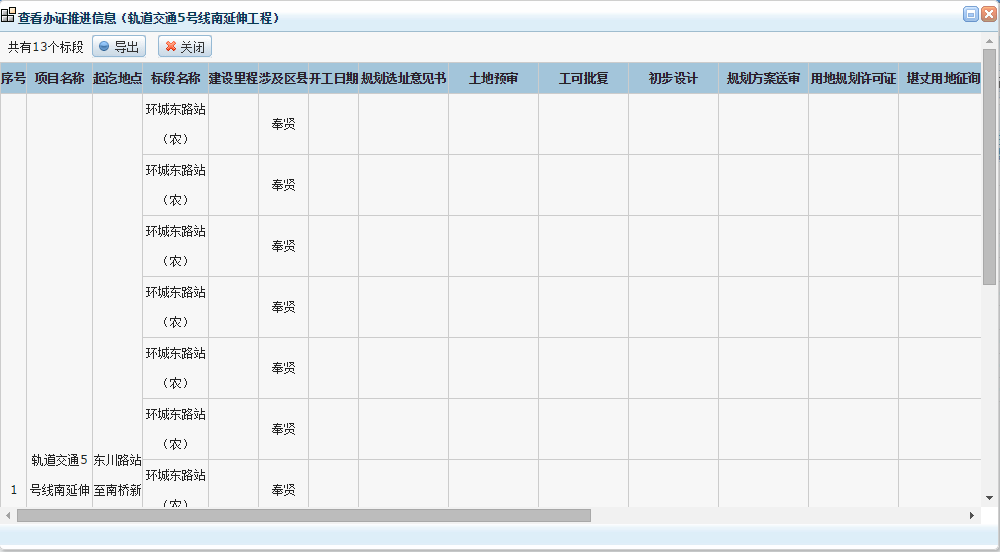 查看办证推进信息（轨道交通5号线南延伸工程）
共有13个标段 导出 关闭
序号 项目名称 起讫地点 标段名称 建设里程 涉及区县 开工日期 规划选址意见书 土地预审 工可批复 初步设计 规划方案送审 用地规划许可证 堪丈用地征询
环城东路站
（农）
奉贤
环城东路站
（农）
奉贤
环城东路站
（农）
奉贤
环城东路站
（农）
奉贤
环城东路站
（农）
奉贤
环城东路站
（农）
奉贤
1
轨道交通5
号线南延伸
东川路站
至南桥新
环城东路站
（农）
奉贤